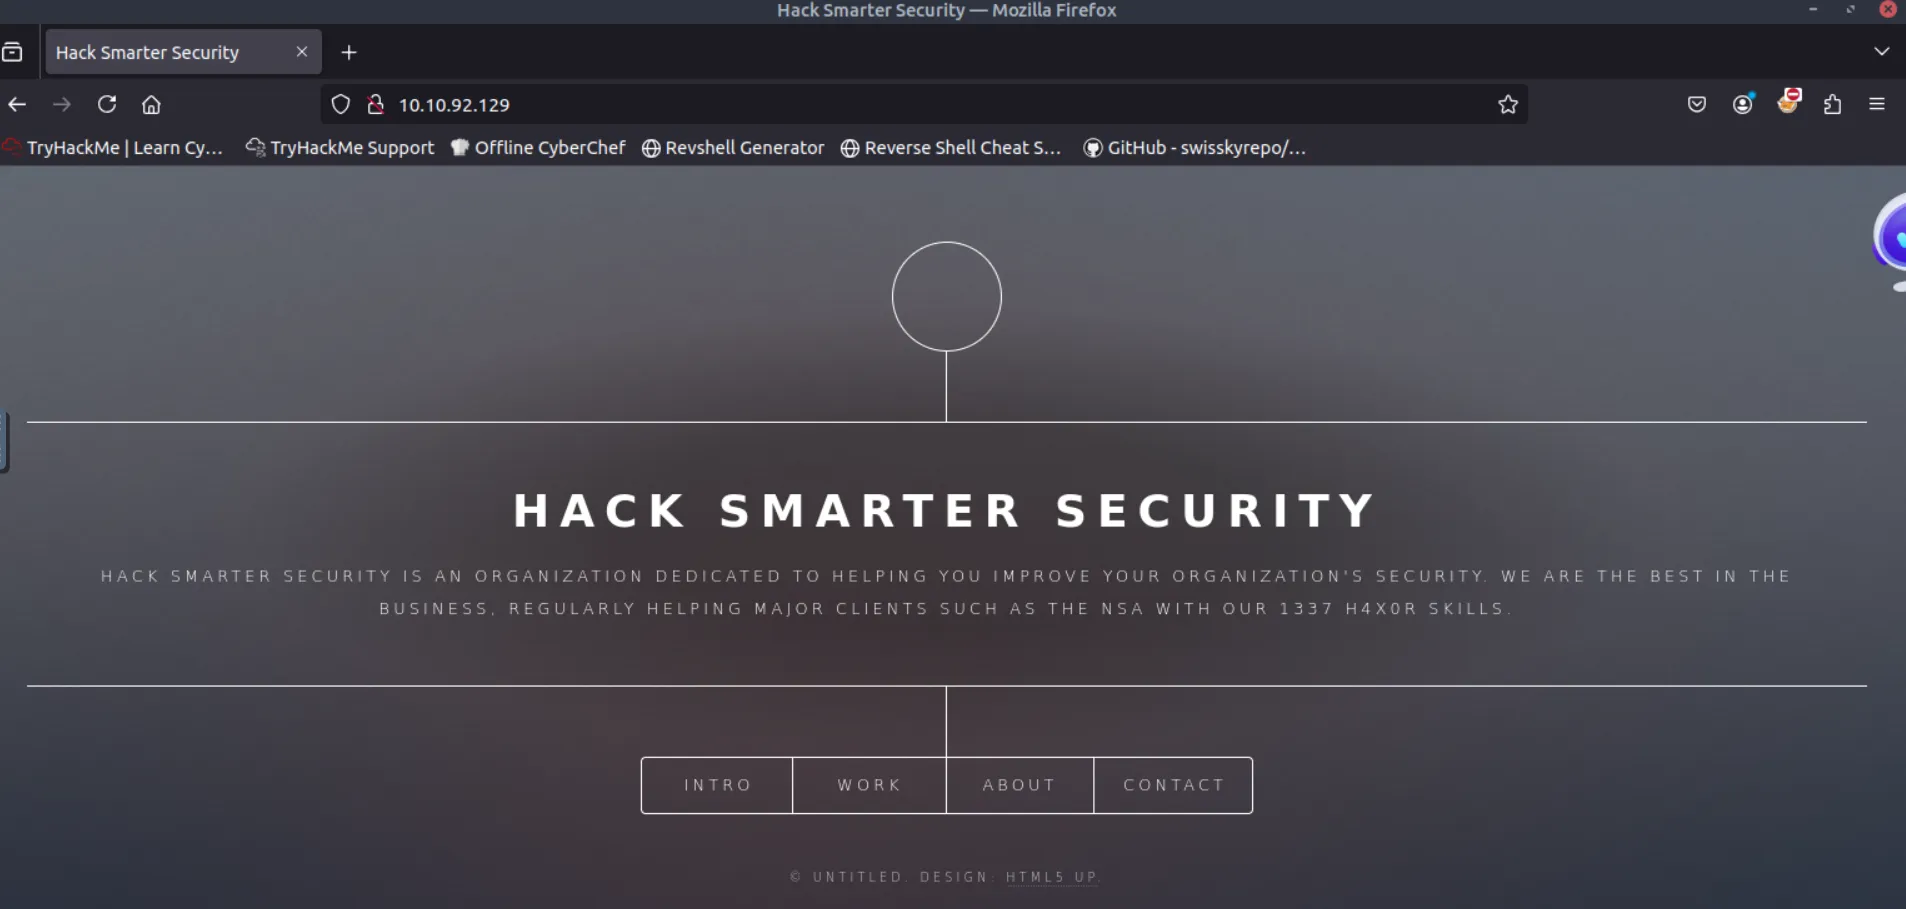 Hack Smarter Security — Mozilla Firefox
Hack Smarter Security
10.10.92.129
TryHackMe | Learn Cy… TryHackMe Support Offline CyberChef Revshell Generator Reverse Shell Cheat S… GitHub - swisskyrepo/…
HACK SMARTER SECURITY
HACK SMARTER SECURITY IS AN ORGANIZATION DEDICATED TO HELPING YOU IMPROVE YOUR ORGANIZATION'S SECURITY. WE ARE THE BEST IN THE
BUSINESS, REGULARLY HELPING MAJOR CLIENTS SUCH AS THE NSA WITH OUR 1337 H4X0R SKILLS.
INTRO WORK ABOUT CONTACT
© UNTITLED. DESIGN: HTML5 UP.